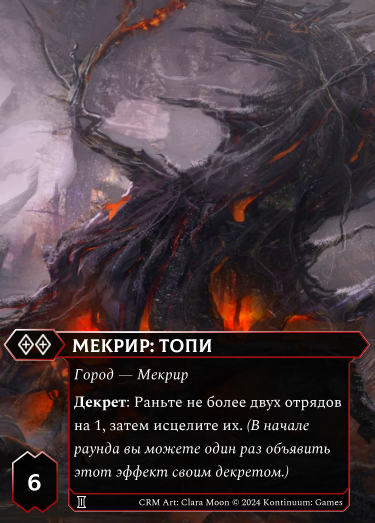 МЕКРИР: ТОПИ
Город — Мекрир
Декрет: Раньте не более двух отрядов
на 1, затем исцелите их. (В начале
раунда вы можете один раз объявить
этот эффект своим декретом.)
6
CRM Art: Clara Moon © 2024 Kontinuum: Games